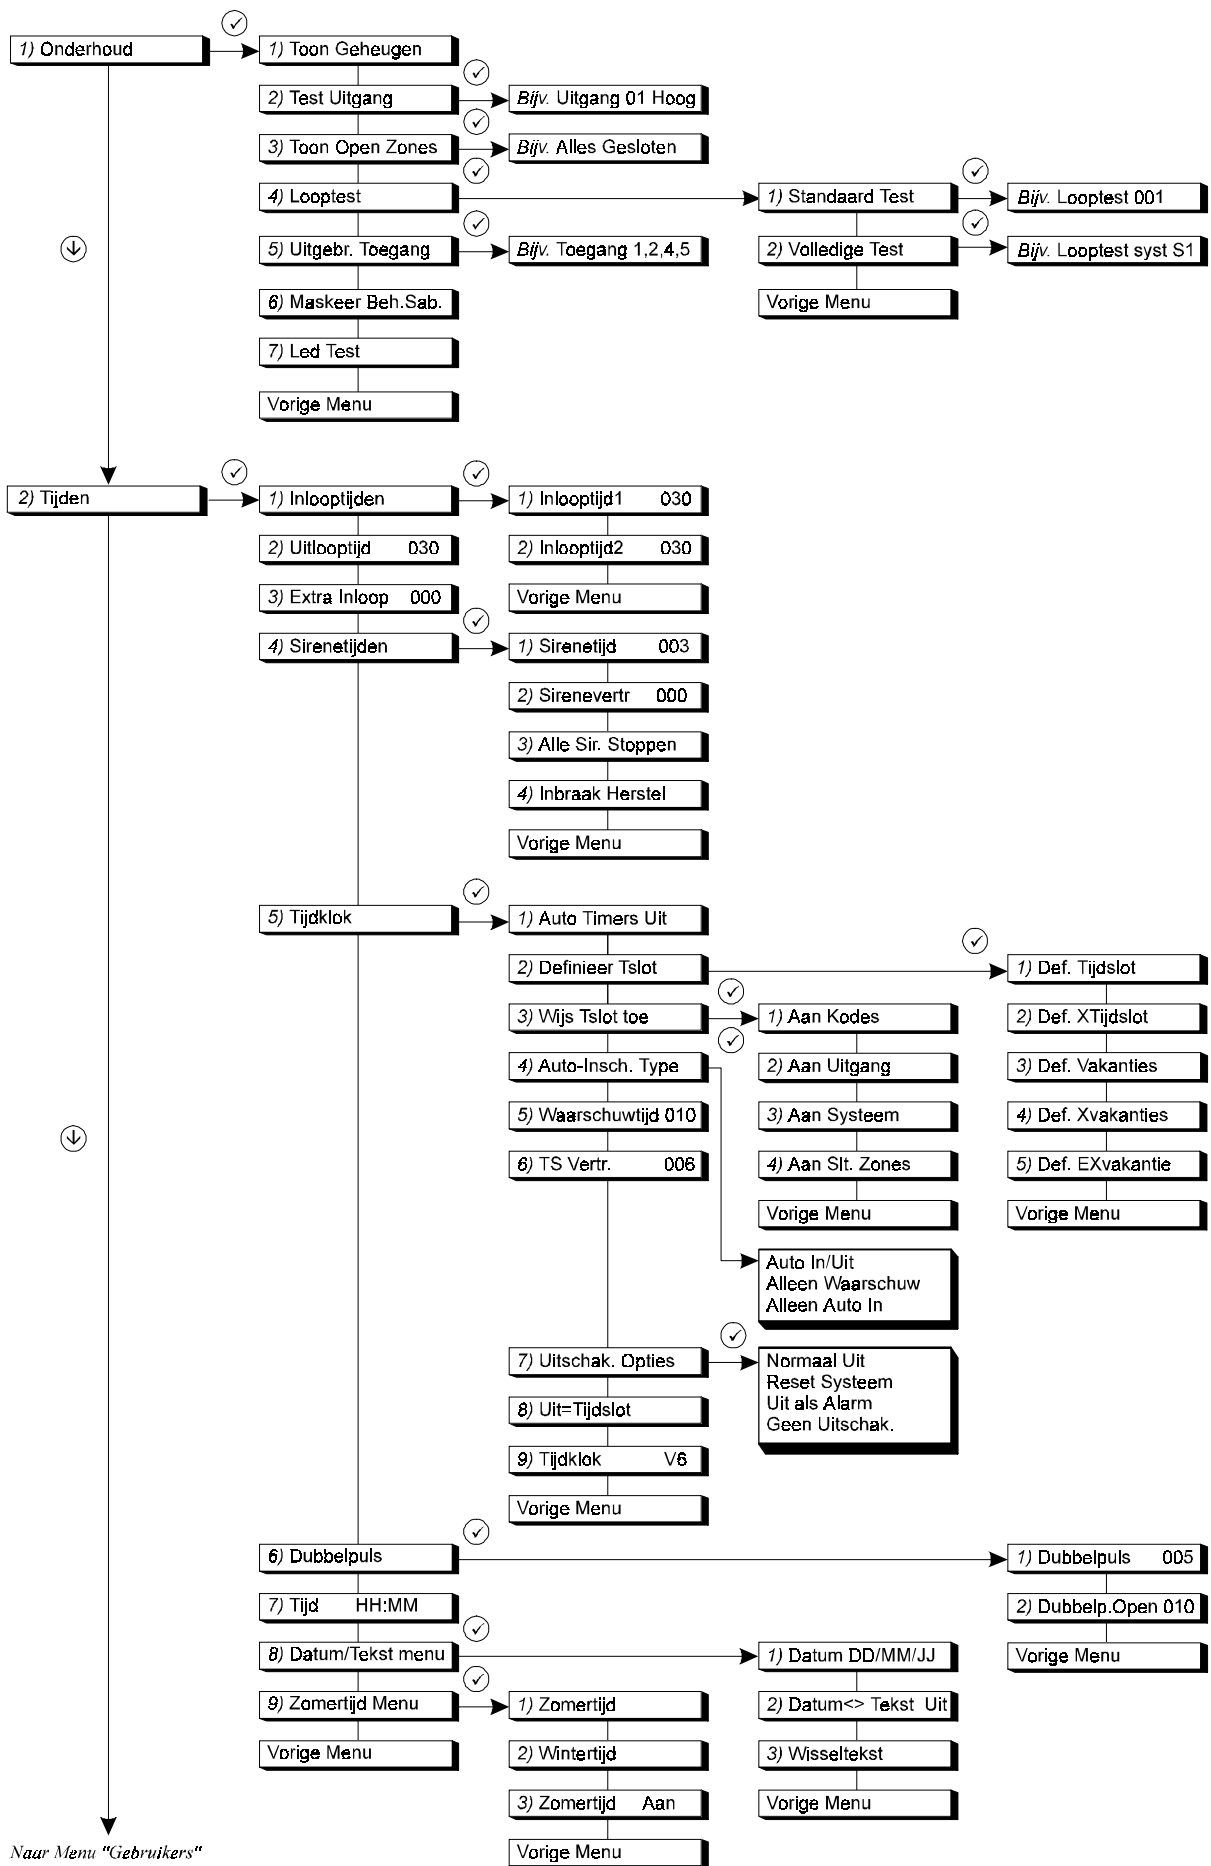 1) Onderhoud
1) Toon Geheugen
2) Test Uitgang
Bijv. Uitgang 01 Hoog
3) Toon Open Zones
Bijv. Alles Gesloten
4) Looptest
1) Standaard Test
Bijv. Looptest 001
5) Uitgebr. Toegang
Bijv. Toegang 1,2,4,5
2) Volledige Test
Bijv. Looptest syst S1
6) Maskeer Beh.Sab.
Vorige Menu
7) Led Test
Vorige Menu
2) Tijden
1) Inlooptijden
1) Inlooptijd1 030
2) Uitlooptijd 030
2) Inlooptijd2 030
3) Extra Inloop 000
Vorige Menu
4) Sirenetijden
1) Sirenetijd 003
2) Sirenevertr 000
3) Alle Sir. Stoppen
4) Inbraak Herstel
Vorige Menu
5) Tijdklok
1) Auto Timers Uit
2) Definieer Tslot
1) Def. Tijdslot
3) Wijs Tslot toe
1) Aan Kodes
2) Def. XTijdslot
4) Auto-Insch. Type
2) Aan Uitgang
3) Def. Vakanties
5) Waarschuwtijd 010
3) Aan Systeem
4) Def. Xvakanties
6) TS Vertr. 006
4) Aan Slt. Zones
5) Def. EXvakantie
Vorige Menu
Vorige Menu
Auto In/Uit
Alleen Waarschuw
Alleen Auto In
7) Uitschak. Opties
Normaal Uit
Reset Systeem
Uit als Alarm
Geen Uitschak.
8) Uit=Tijdslot
9) Tijdklok V6
Vorige Menu
6) Dubbelpuls
1) Dubbelpuls 005
7) Tijd HH:MM
2) Dubbelp.Open 010
8) Datum/Tekst menu
1) Datum DD/MM/JJ
Vorige Menu
9) Zomertijd Menu
1) Zomertijd
2) Datum<> Tekst Uit
Vorige Menu
2) Wintertijd
3) Wisseltekst
3) Zomertijd Aan
Vorige Menu
Vorige Menu
Naar Menu "Gebruikers"